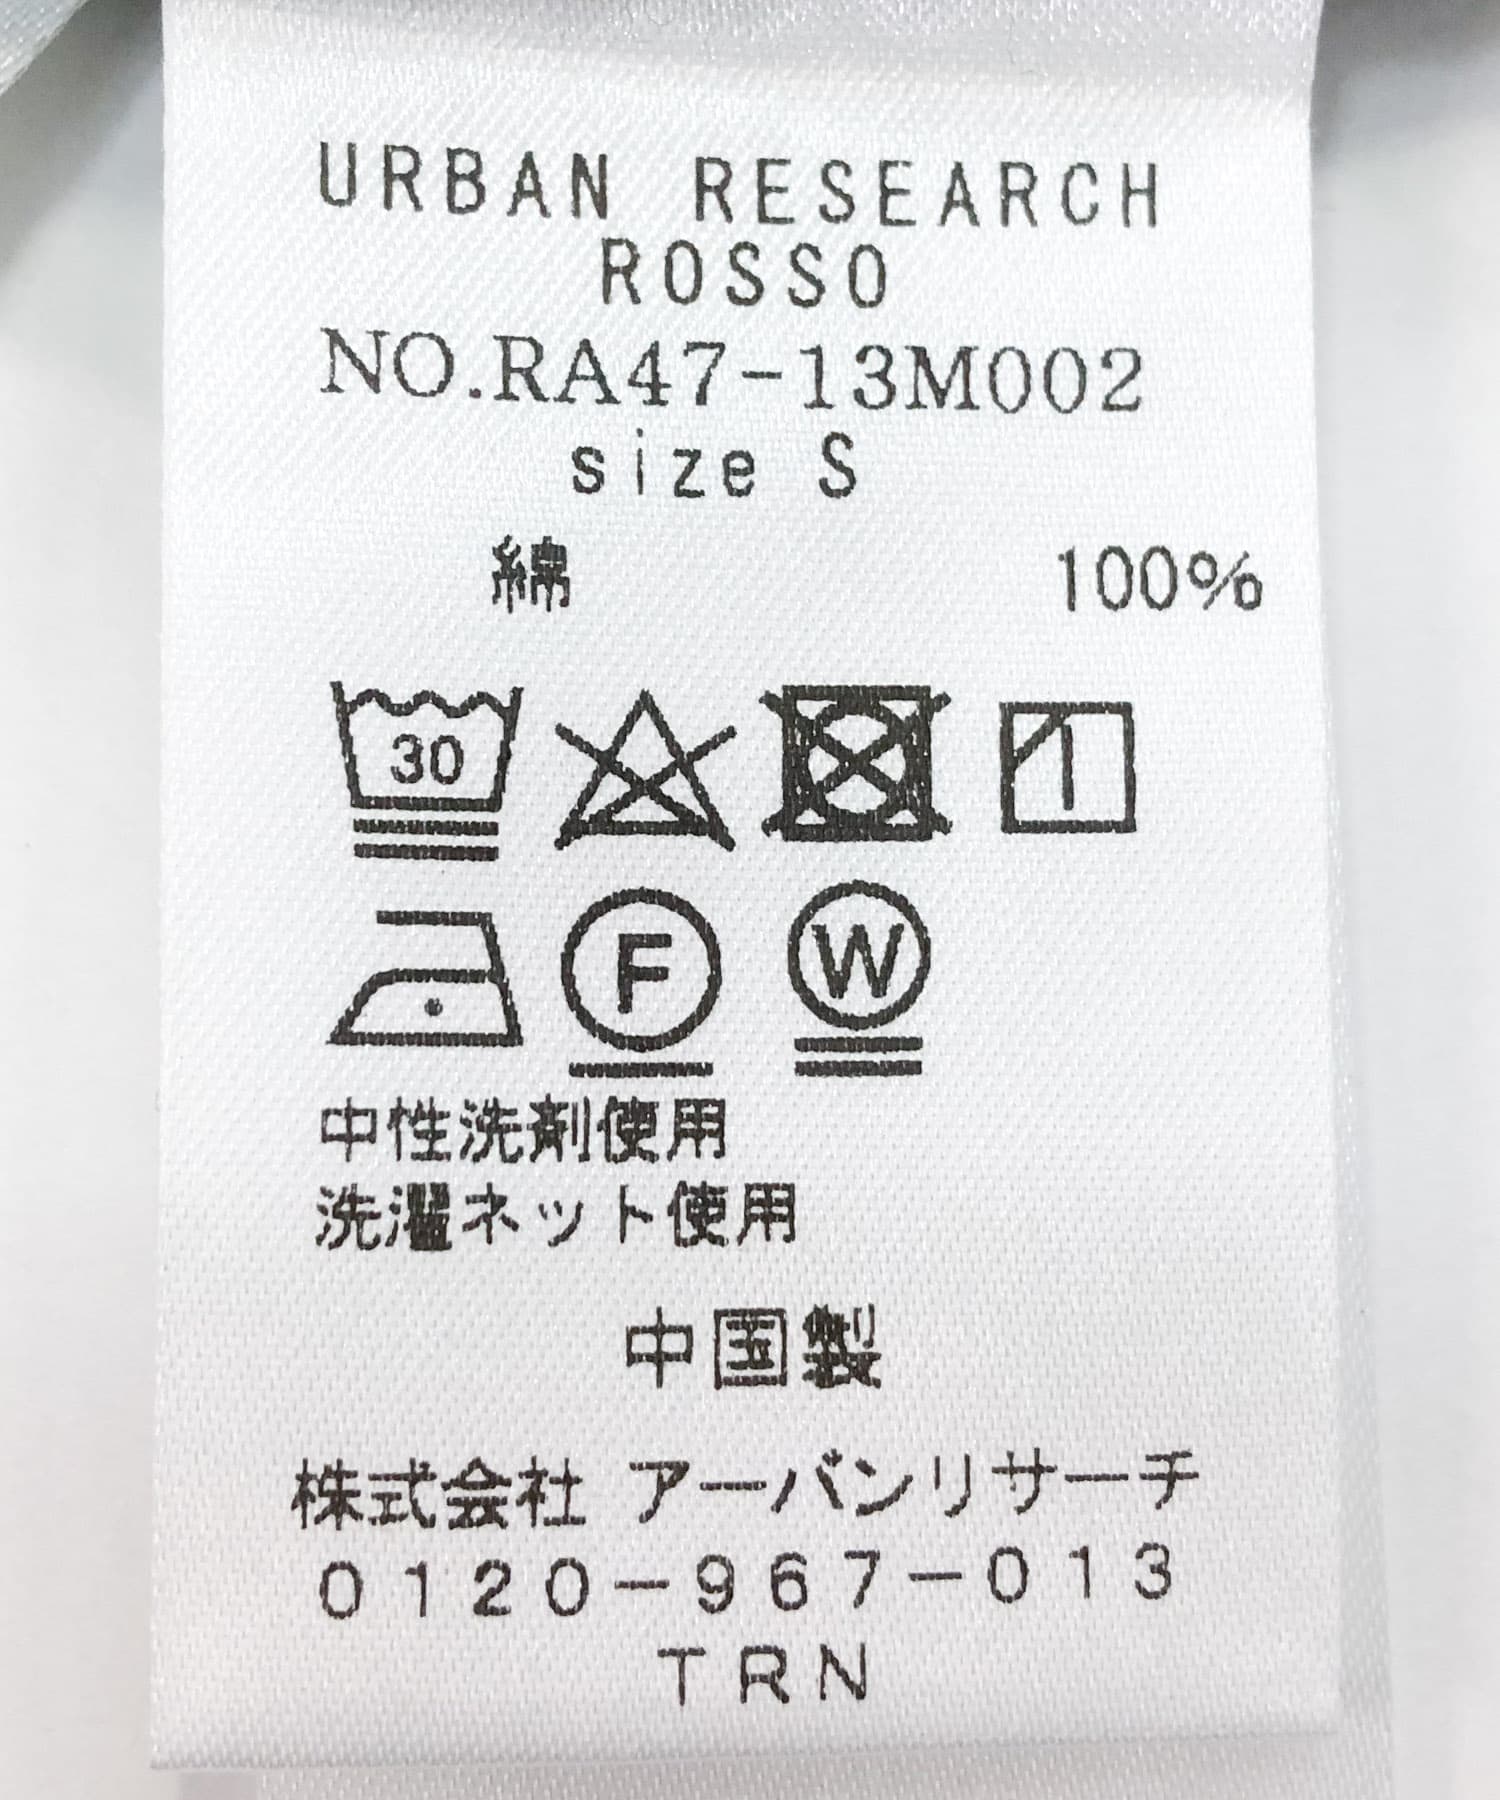 URBAN RESEARCH
ROSSO
NO.RA47-13M002
size S
綿 100%
30
F W
中性洗剤使用
洗濯ネット使用
中国製
株式会社 アーバンリサーチ
0120-967-013
TRN